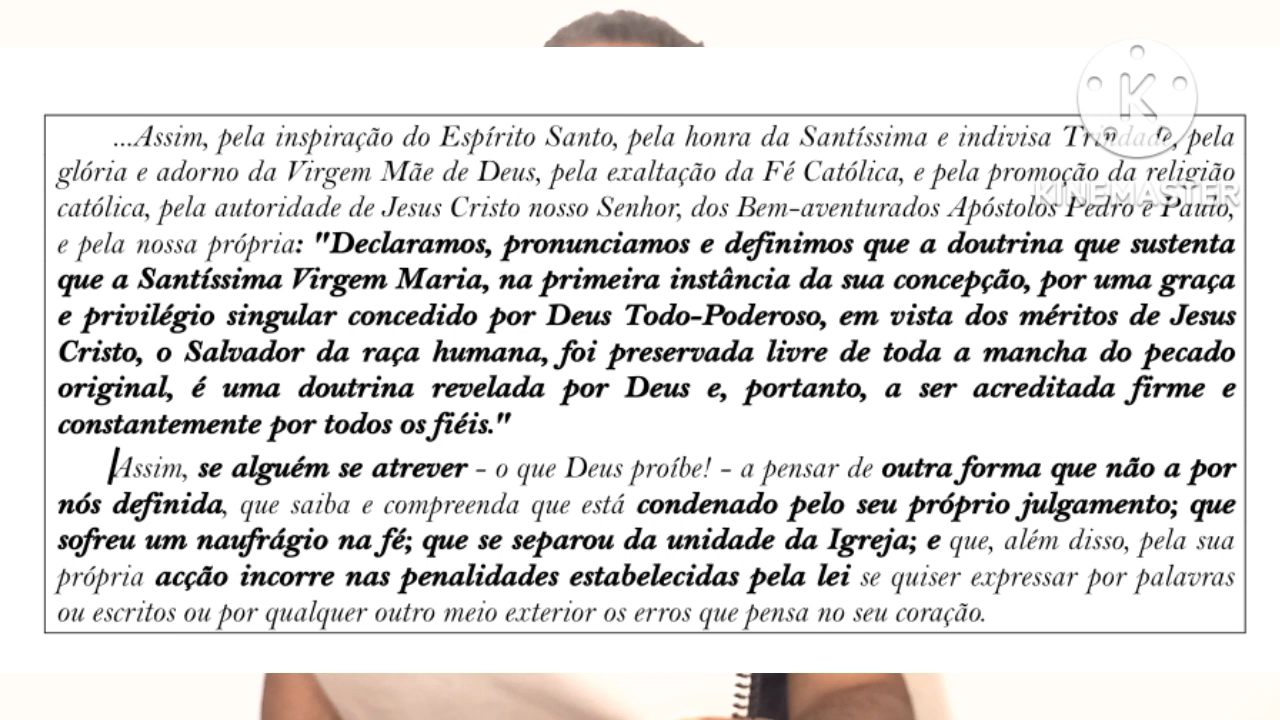 ...Assim, pela inspiração do Espírito Santo, pela honra da Santíssima e indivisa Trindade, pela
glória e adorno da Virgem Mãe de Deus, pela exaltação da Fé Católica, e pela promoção da religião
católica, pela autoridade de Jesus Cristo nosso Senhor, dos Bem-aventurados Apóstolos Pedro e Paulo,
e pela nossa própria: "Declaramos, pronunciamos e definimos que a doutrina que sustenta
que a Santíssima Virgem Maria, na primeira instância da sua concepção, por uma graça
e privilégio singular concedido por Deus Todo-Poderoso, em vista dos méritos de Jesus
Cristo, o Salvador da raça humana, foi preservada livre de toda a mancha do pecado
original, é uma doutrina revelada por Deus e, portanto, a ser acreditada firme e
constantemente por todos os fiéis."
Assim, se alguém se atrever - o que Deus proíbe! - a pensar de outra forma que não a por
nós definida, que saiba e compreenda que está condenado pelo seu próprio julgamento; que
sofreu um naufrágio na fé; que se separou da unidade da Igreja; e que, além disso, pela sua
própria acção incorre nas penalidades estabelecidas pela lei se quiser expressar por palavras
ou escritos ou por qualquer outro meio exterior os erros que pensa no seu coração.
K
KINEMASTER